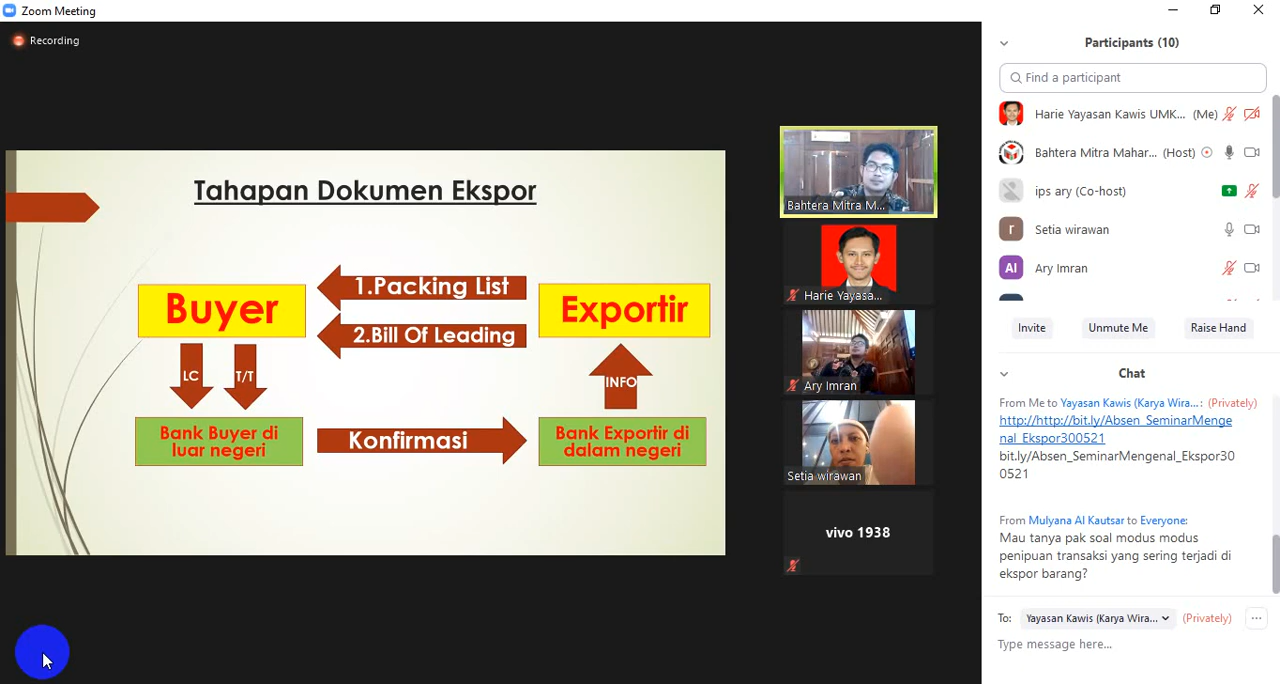 Zoom Meeting
Recording
Tahapan Dokumen Ekspor
Buyer
1.Packing List
2.Bill Of Leading
Exportir
LC
T/T
INFO
Bank Buyer di
luar negeri
Konfirmasi
Bank Exportir di
dalam negeri
Bahtera Mitra M...
Harie Yayasa...
Ary Imran
Setia wirawan
vivo 1938
Participants (10)
Find a participant
Harie Yayasan Kawis UMK... (Me)
Bahtera Mitra Mahar... (Host)
ips ary (Co-host)
r Setia wirawan
AI Ary Imran
Invite
Unmute Me
Raise Hand
Chat
From Me to Yayasan Kawis (Karya Wira...: (Privately)
http://http://bit.ly/Absen_SeminarMenge
nal_Ekspor300521
bit.ly/Absen_SeminarMengenal_Ekspor30
0521
From Mulyana Al Kautsar to Everyone:
Mau tanya pak soal modus modus
penipuan transaksi yang sering terjadi di
ekspor barang?
To: Yayasan Kawis (Karya Wira... (Privately)
Type message here...